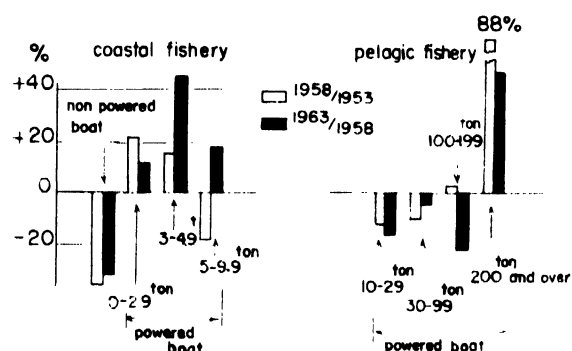 88%
% coastal fishery
pelagic fishery
+40
non powered boat
1958/1953
1963/1958
+20
ton
100-199
0
3-4.9 t
-20
5-9.9 ton
0-2.9 ton
10-29 ton
30-99 ton
ton
200 and over
powered boat
powered boat